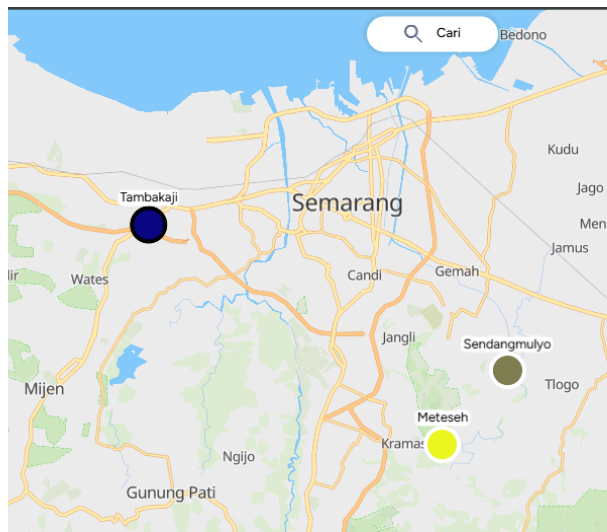 Cari
Bedono
Kudu
Jago
Tambakaji
Semarang
Men
Jamus
Candi
Gemah
lir
Wates
Jangli
Sendangmulyo
Mijen
Tlogo
Meteseh
Kramas
Ngijo
Gunung Pati